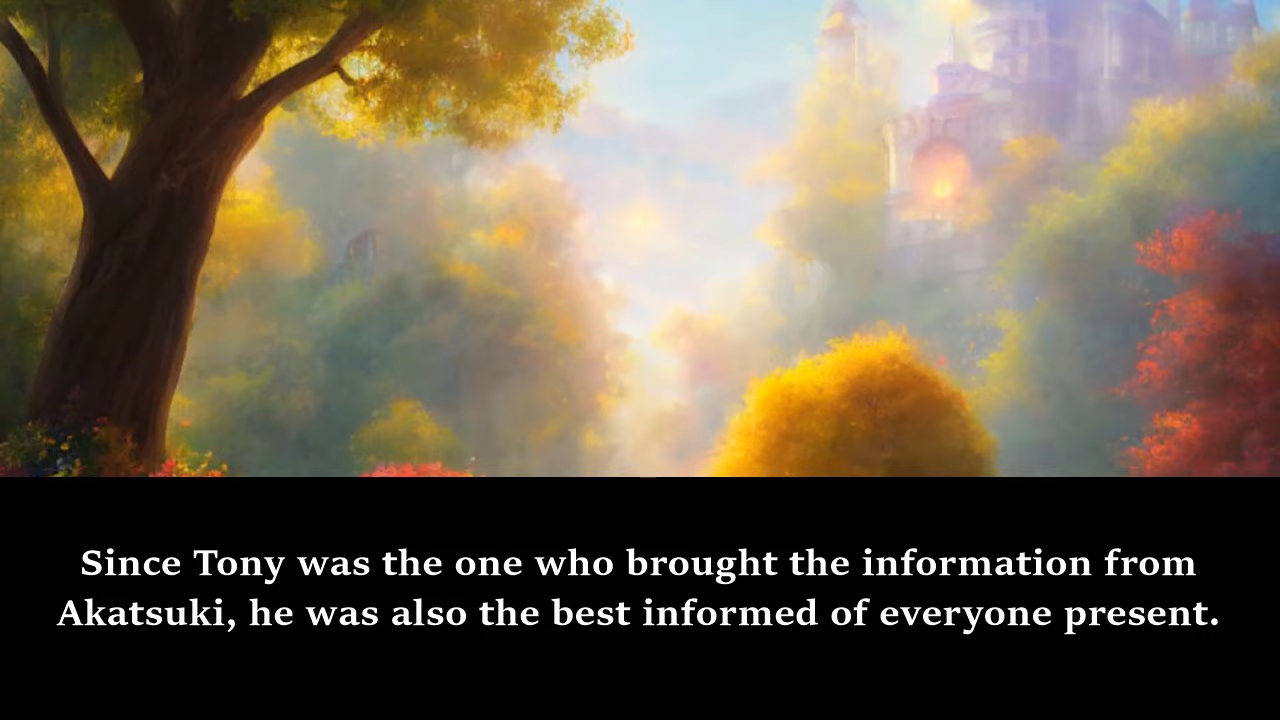 Since Tony was the one who brought the information from
Akatsuki, he was also the best informed of everyone present.